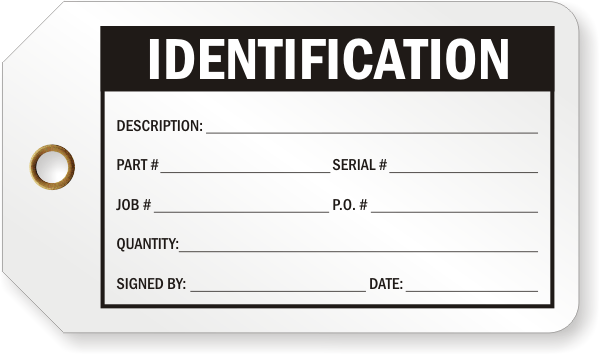 IDENTIFICATION
DESCRIPTION:
PART # SERIAL #
JOB # P.O. #
QUANTITY:
SIGNED BY: DATE: